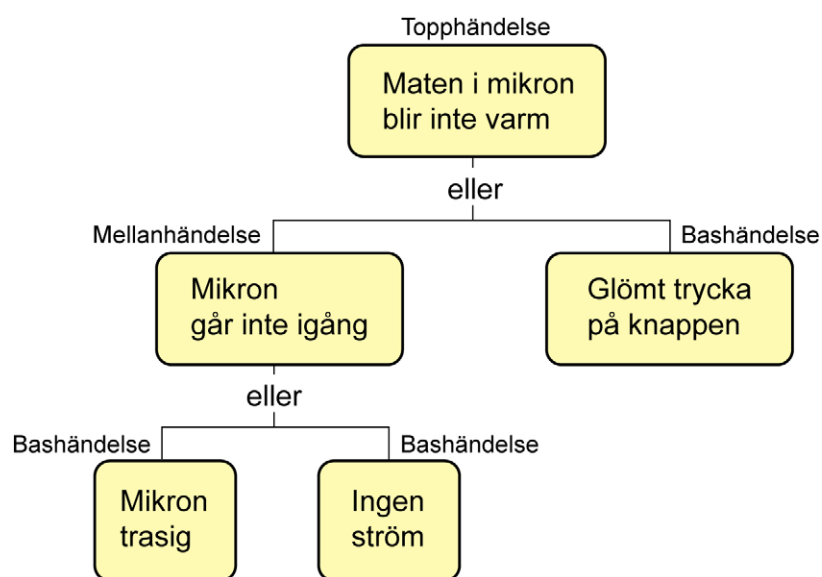 Topphändelse
Maten i mikron
blir inte varm
eller
Mellanhändelse
Bashändelse
Mikron
går inte igång
Glömt trycka
på knappen
eller
Bashändelse
Bashändelse
Mikron
trasig
Ingen
ström